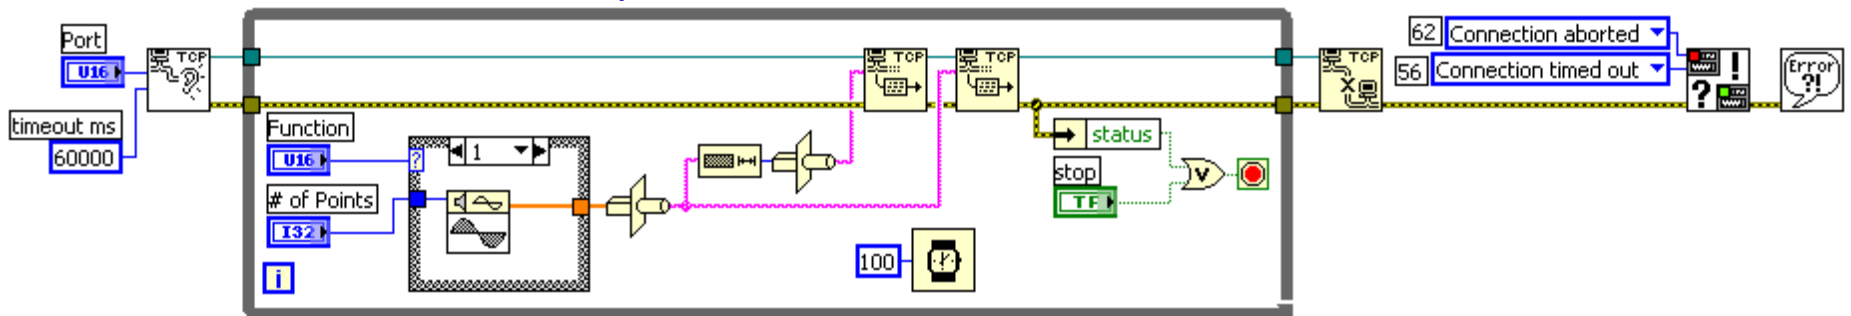 Port
U16
timeout ms
60000
TCP
Function
U16
# of Points
I32
i
?
1
TCP
TCP
100
status
stop
TF
V
TCP
62
Connection aborted
56
Connection timed out
!
?
Error
?!